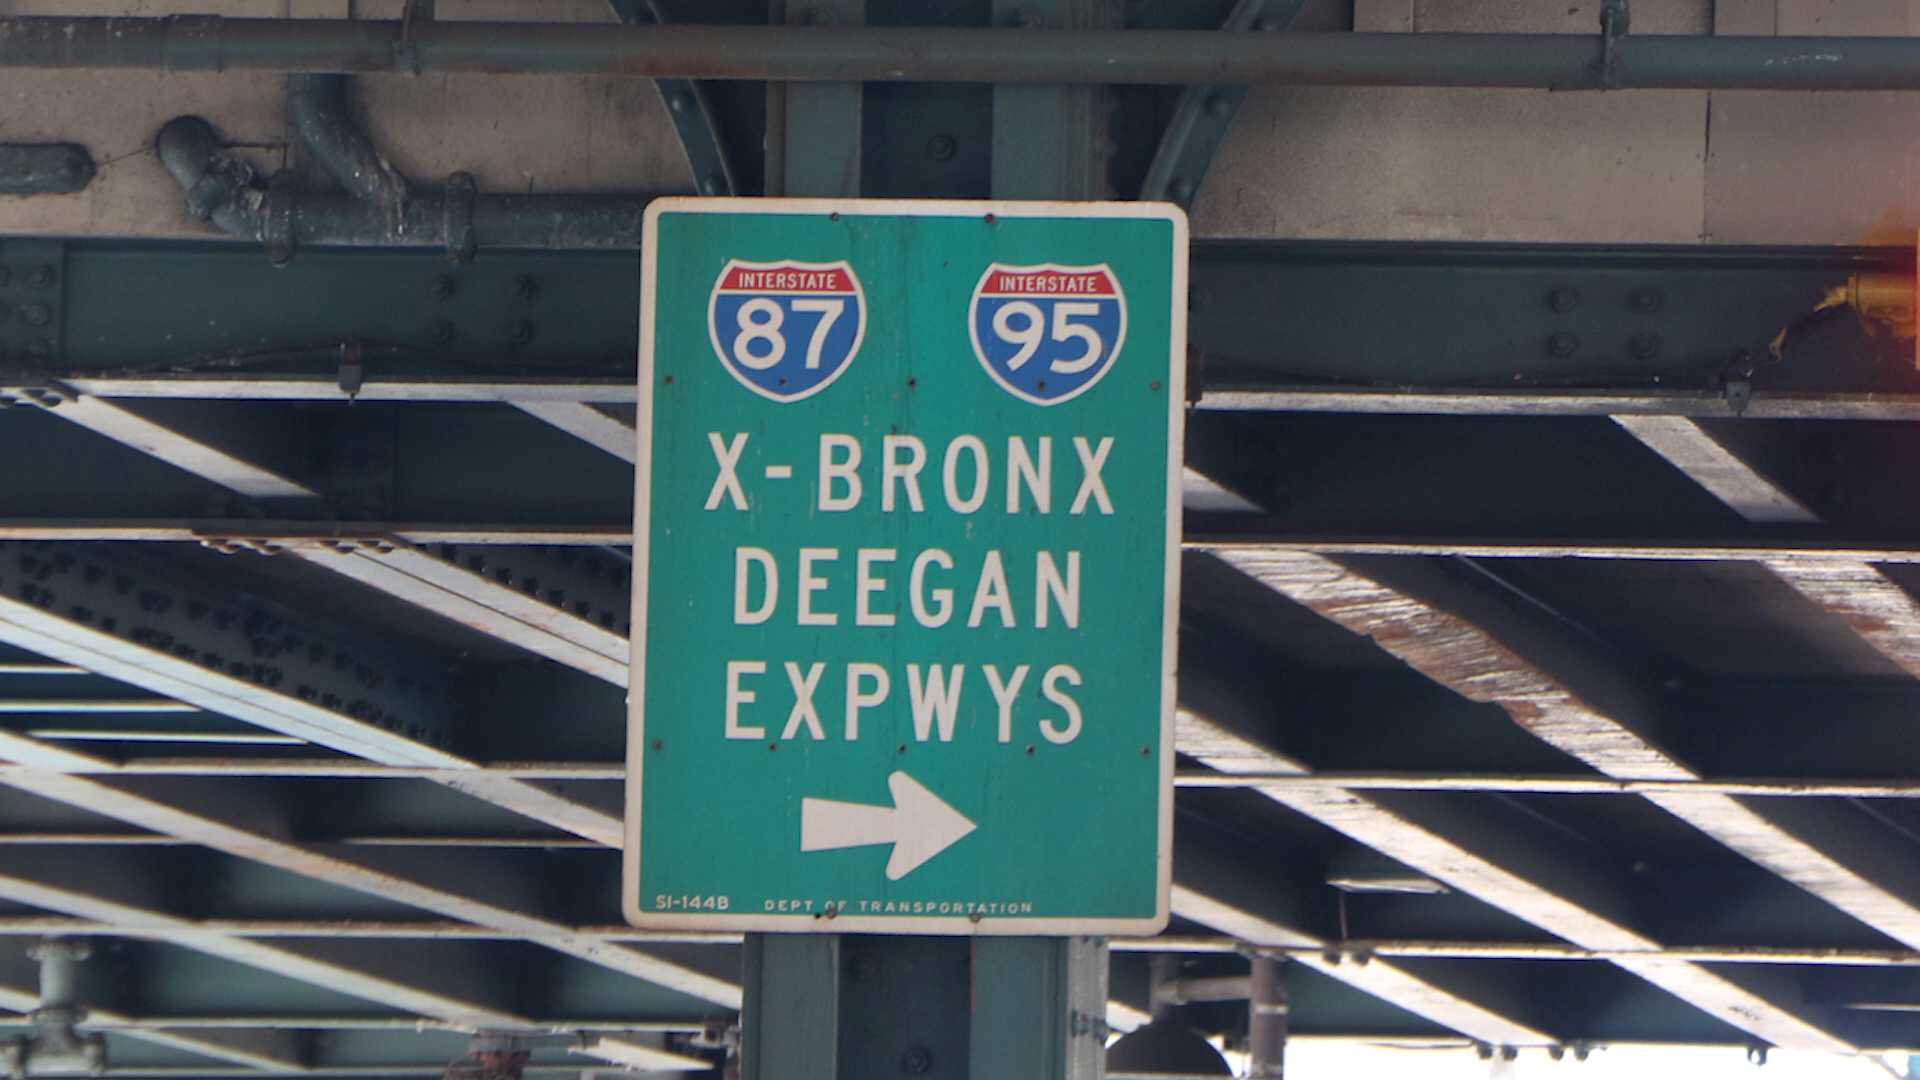 INTERSTATE INTERSTATE
87 95
X-BRONX
DEEGAN
EXPWYS
SI-144B DEPT OF TRANSPORTATION